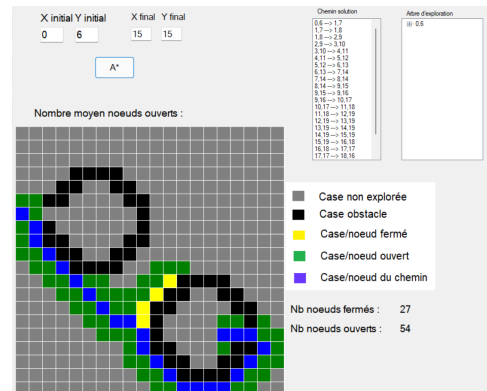 X initial Y initial
X final Y final
0 6
15 15
A*
Nombre moyen noeuds ouverts :
Chemin solution
0,6 --> 1,7
1,7 --> 1,8
1,8 --> 2,9
2,9 --> 3,10
3,10 --> 4,11
4,11 --> 5,12
5,12 --> 6,13
6,13 --> 7,14
7,14 --> 8,14
8,14 --> 9,15
9,15 --> 9,16
9,16 --> 10,17
10,17 --> 11,18
11,18 --> 12,19
12,19 --> 13,19
13,19 --> 14,19
14,19 --> 15,19
15,19 --> 16,18
16,18 --> 17,17
17,17 --> 18,16
Arbre d'exploration
0,6
Case non explorée
Case obstacle
Case/noeud fermé
Case/noeud ouvert
Case/noeud du chemin
Nb noeuds fermés : 27
Nb noeuds ouverts : 54